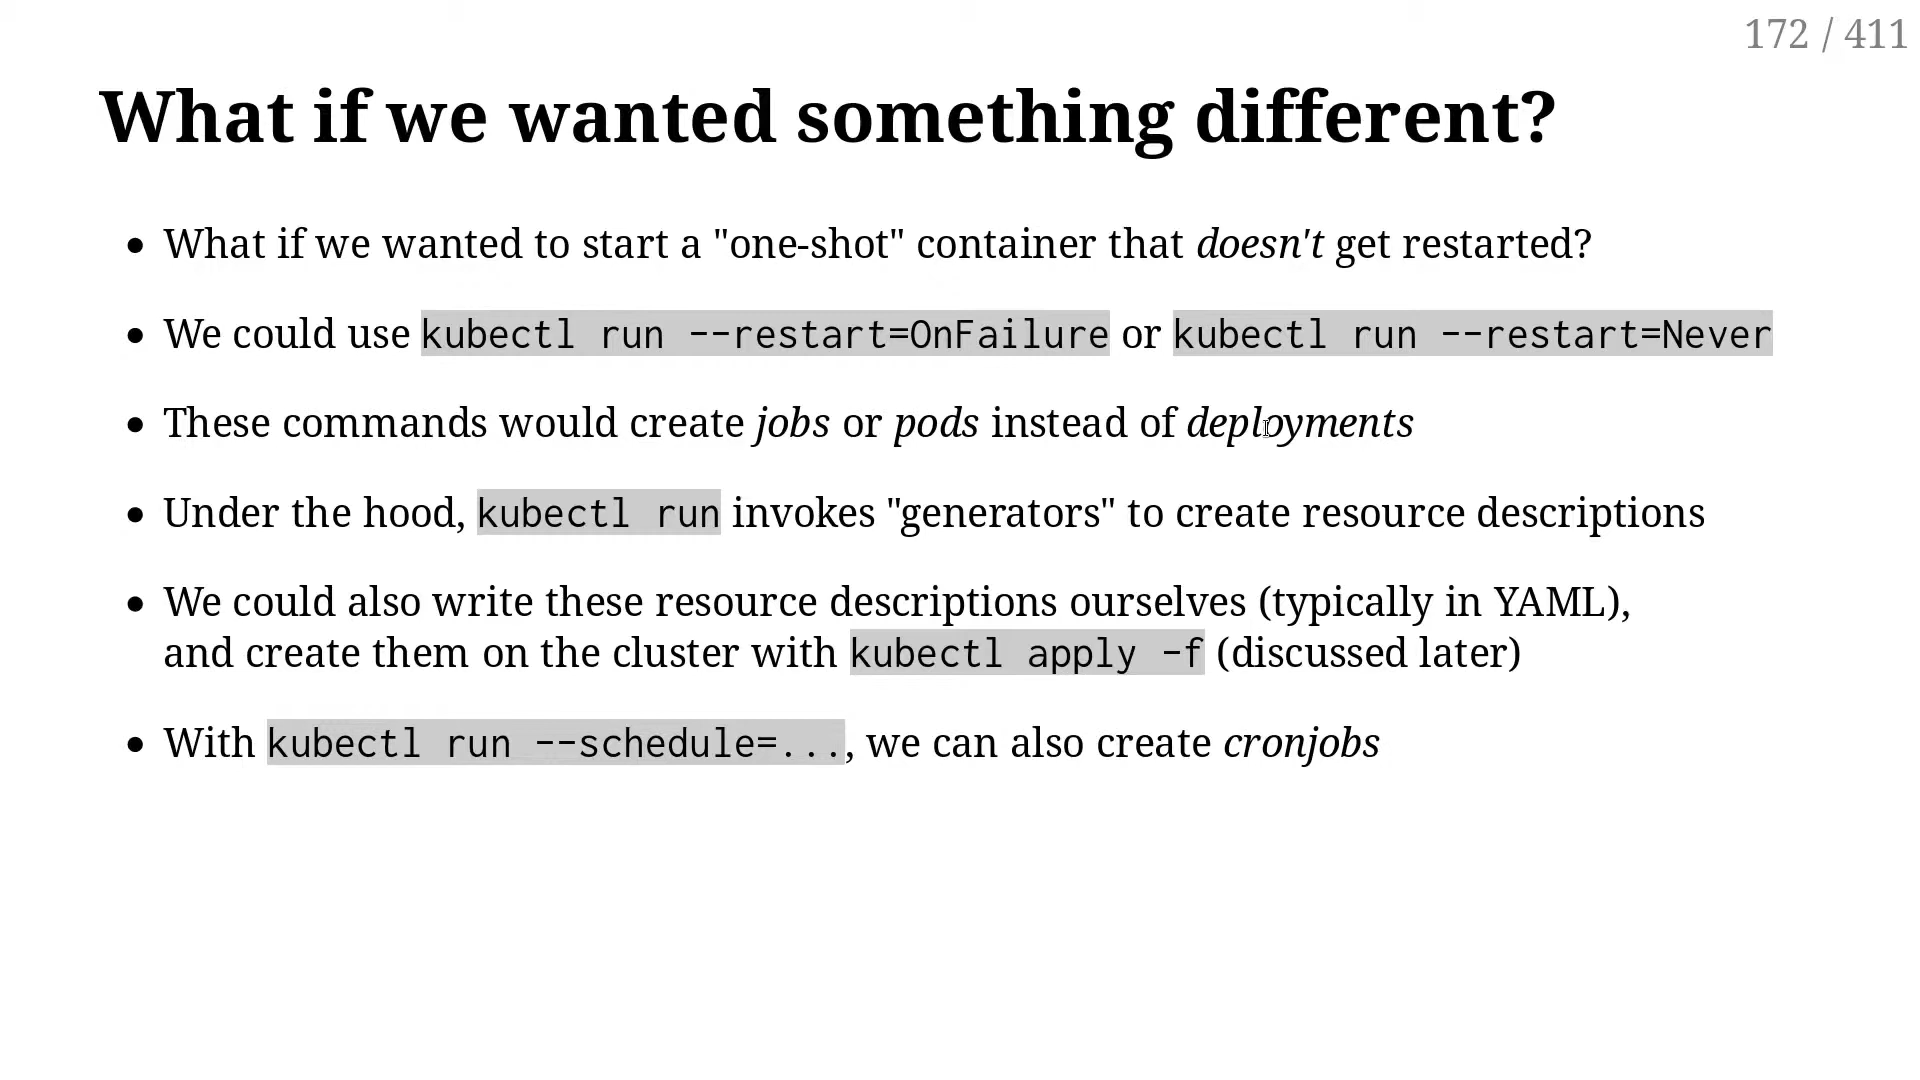 172 / 411
What if we wanted something different?
• What if we wanted to start a "one-shot" container that doesn't get restarted?
• We could use kubectl run --restart=OnFailure or kubectl run --restart=Never
• These commands would create jobs or pods instead of deployments
• Under the hood, kubectl run invokes "generators" to create resource descriptions
• We could also write these resource descriptions ourselves (typically in YAML),
and create them on the cluster with kubectl apply -f (discussed later)
• With kubectl run --schedule=..., we can also create cronjobs